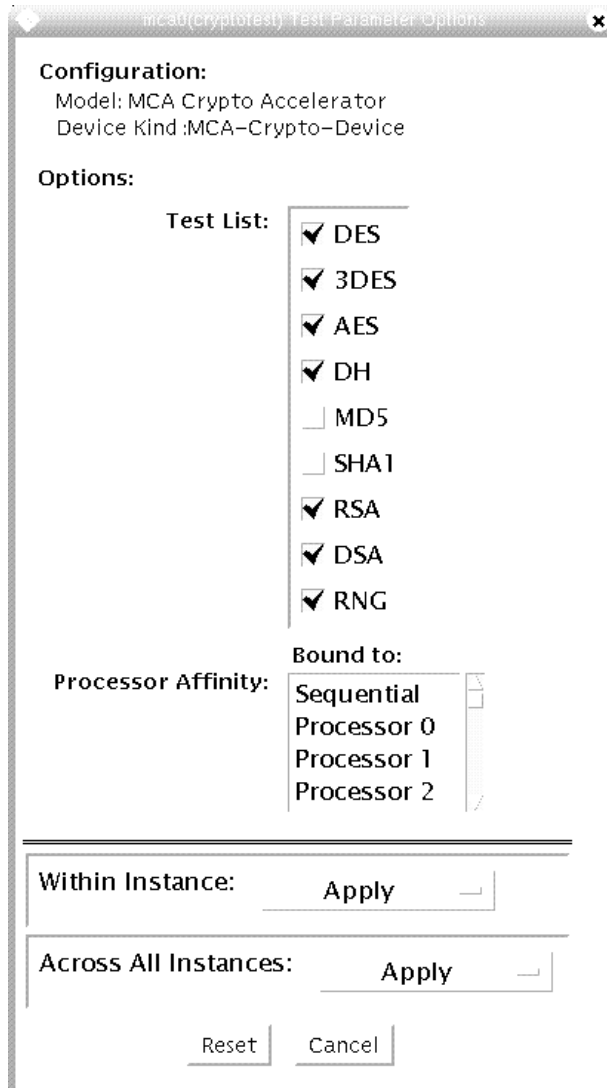 mca0(cryptotest) Test Parameter Options
Configuration:
Model: MCA Crypto Accelerator
Device Kind :MCA-Crypto-Device
Options:
Test List:
DES
3DES
AES
DH
MD5
SHA1
RSA
DSA
RNG
Bound to:
Processor Affinity:
Sequential
Processor 0
Processor 1
Processor 2
Within Instance: Apply
Across All Instances: Apply
Reset Cancel